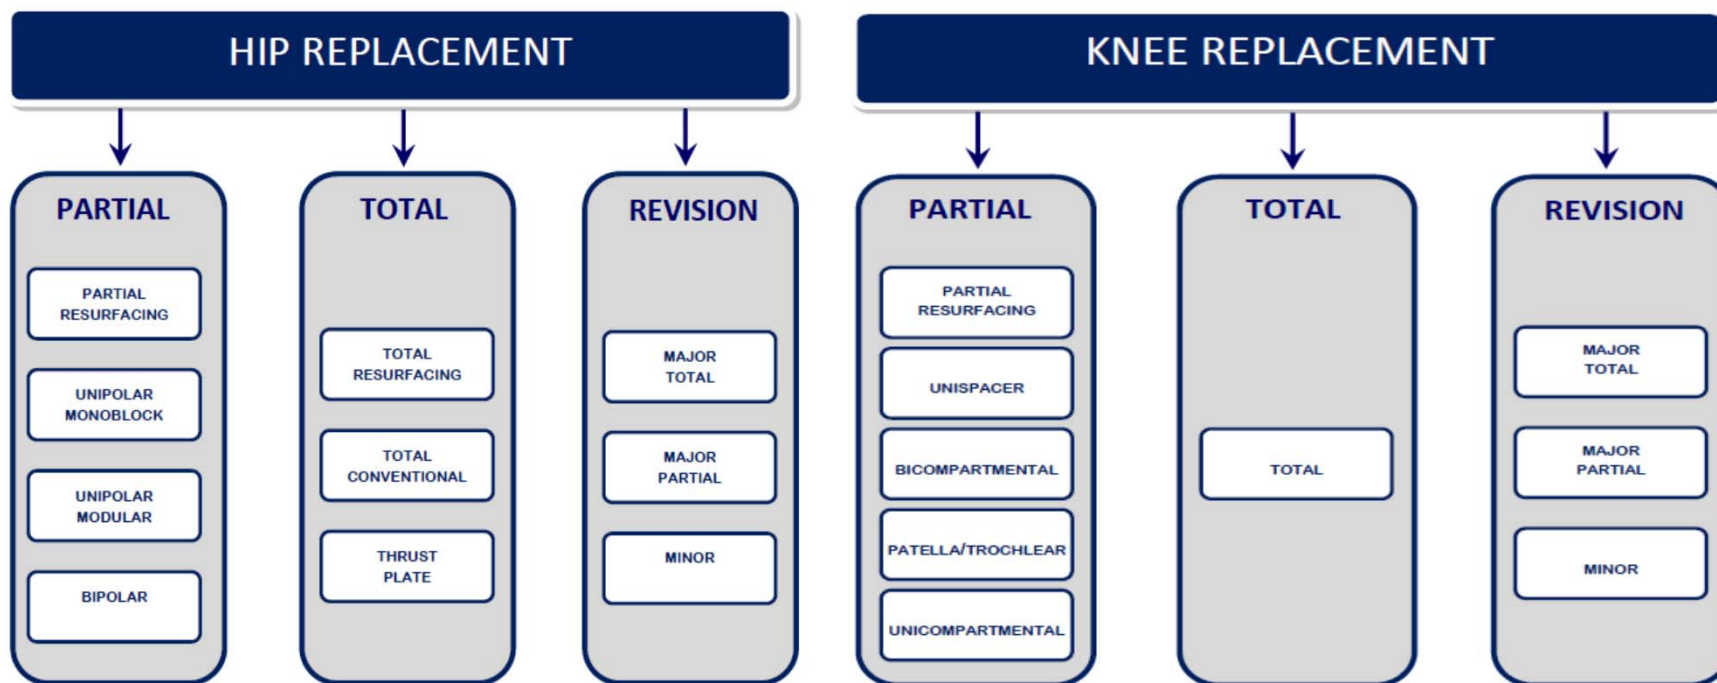 HIP REPLACEMENT
PARTIAL
PARTIAL
RESURFACING
UNIPOLAR
MONOBLOCK
UNIPOLAR
MODULAR
BIPOLAR
TOTAL
TOTAL
RESURFACING
TOTAL
CONVENTIONAL
THRUST
PLATE
REVISION
MAJOR
TOTAL
MAJOR
PARTIAL
MINOR
KNEE REPLACEMENT
PARTIAL
PARTIAL
RESURFACING
UNISPACER
BICOMPARTMENTAL
PATELLA/TROCHLEAR
UNICOMPARTMENTAL
TOTAL
TOTAL
REVISION
MAJOR
TOTAL
MAJOR
PARTIAL
MINOR